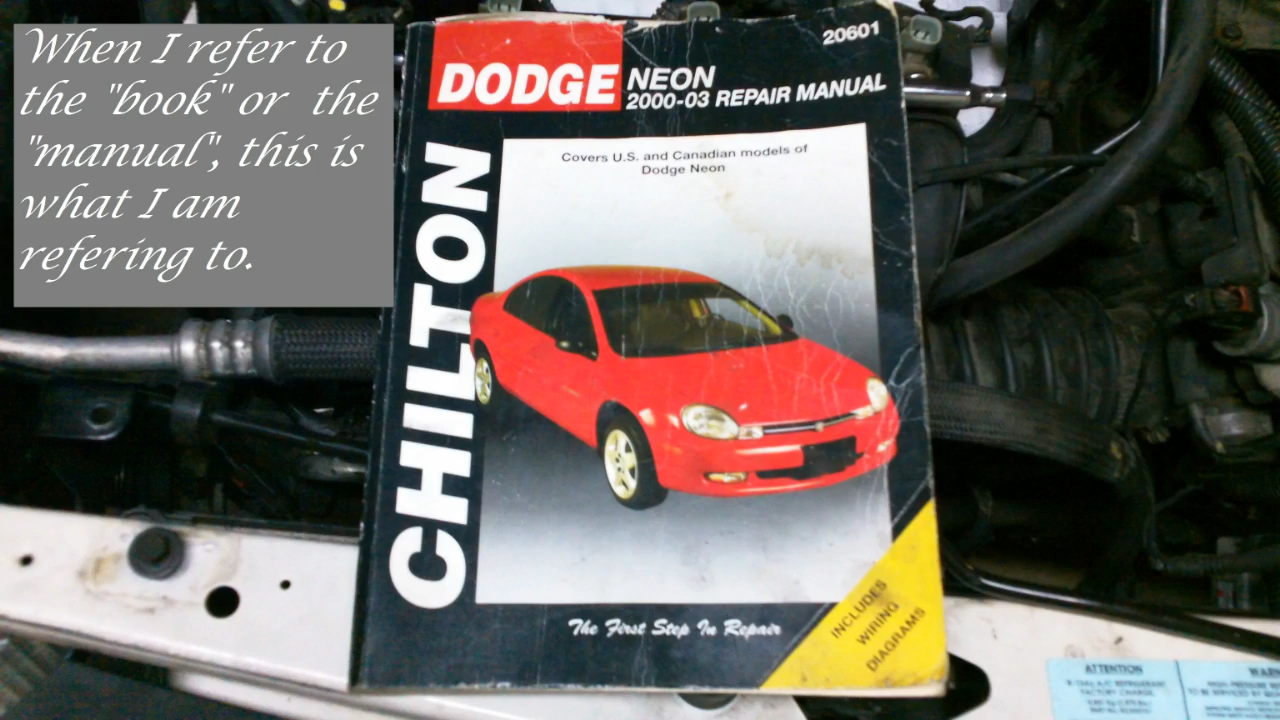 When I refer to
the "book" or the
"manual", this is
what I am
refering to.
20601
DODGE NEON
2000-03 REPAIR MANUAL
Covers U.S. and Canadian models of
Dodge Neon
CHILTON
The First Step In Repair
INCLUDES
WIRING
DIAGRAMS
ATTENTION
FACTORY CHARGE